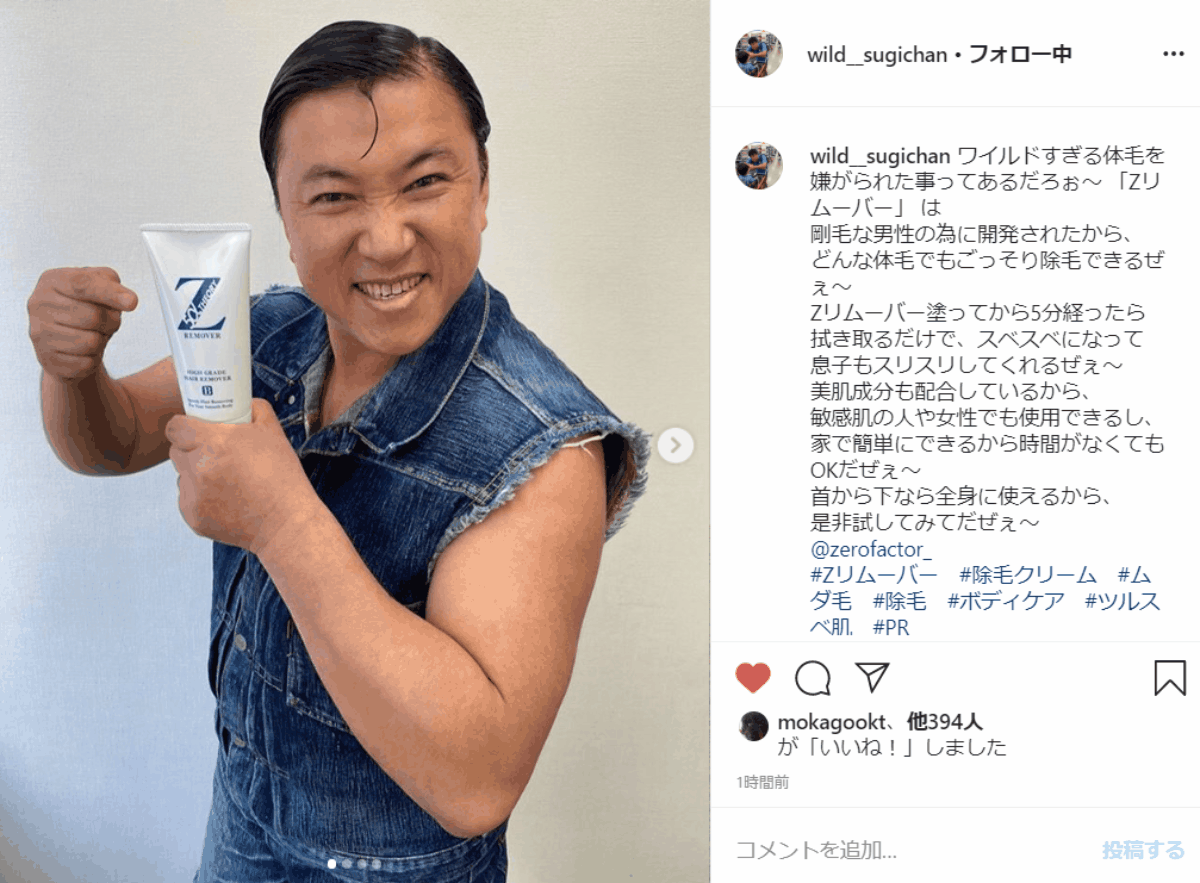 Z
THEORY
REMOVER
HAIR REMOVER
wild__sugichan • フォロー中
wild__sugichan ワイルドすぎる体毛を
嫌がられた事ってあるだろぉ〜 「Zリ
ムーバー」 は
剛毛な男性の為に開発されたから、
どんな体毛でもごっそり除毛できるぜ
ぇ〜
Zリムーバー塗ってから5分経ったら
拭き取るだけで、スベスベになって
息子もスリスリしてくれるぜぇ〜
美肌成分も配合しているから、
敏感肌の人や女性でも使用できるし、
家で簡単にできるから時間がなくても
OKだぜぇ〜
首から下なら全身に使えるから、
是非試してみてだぜぇ〜
@zerofactor_
#Zリムーバー #除毛クリーム #ム
ダ毛 #除毛 #ボディケア #ツルス
ベ肌 #PR
mokagookt、他394人
が「いいね！」しました
1時間前
コメントを追加...
投稿する